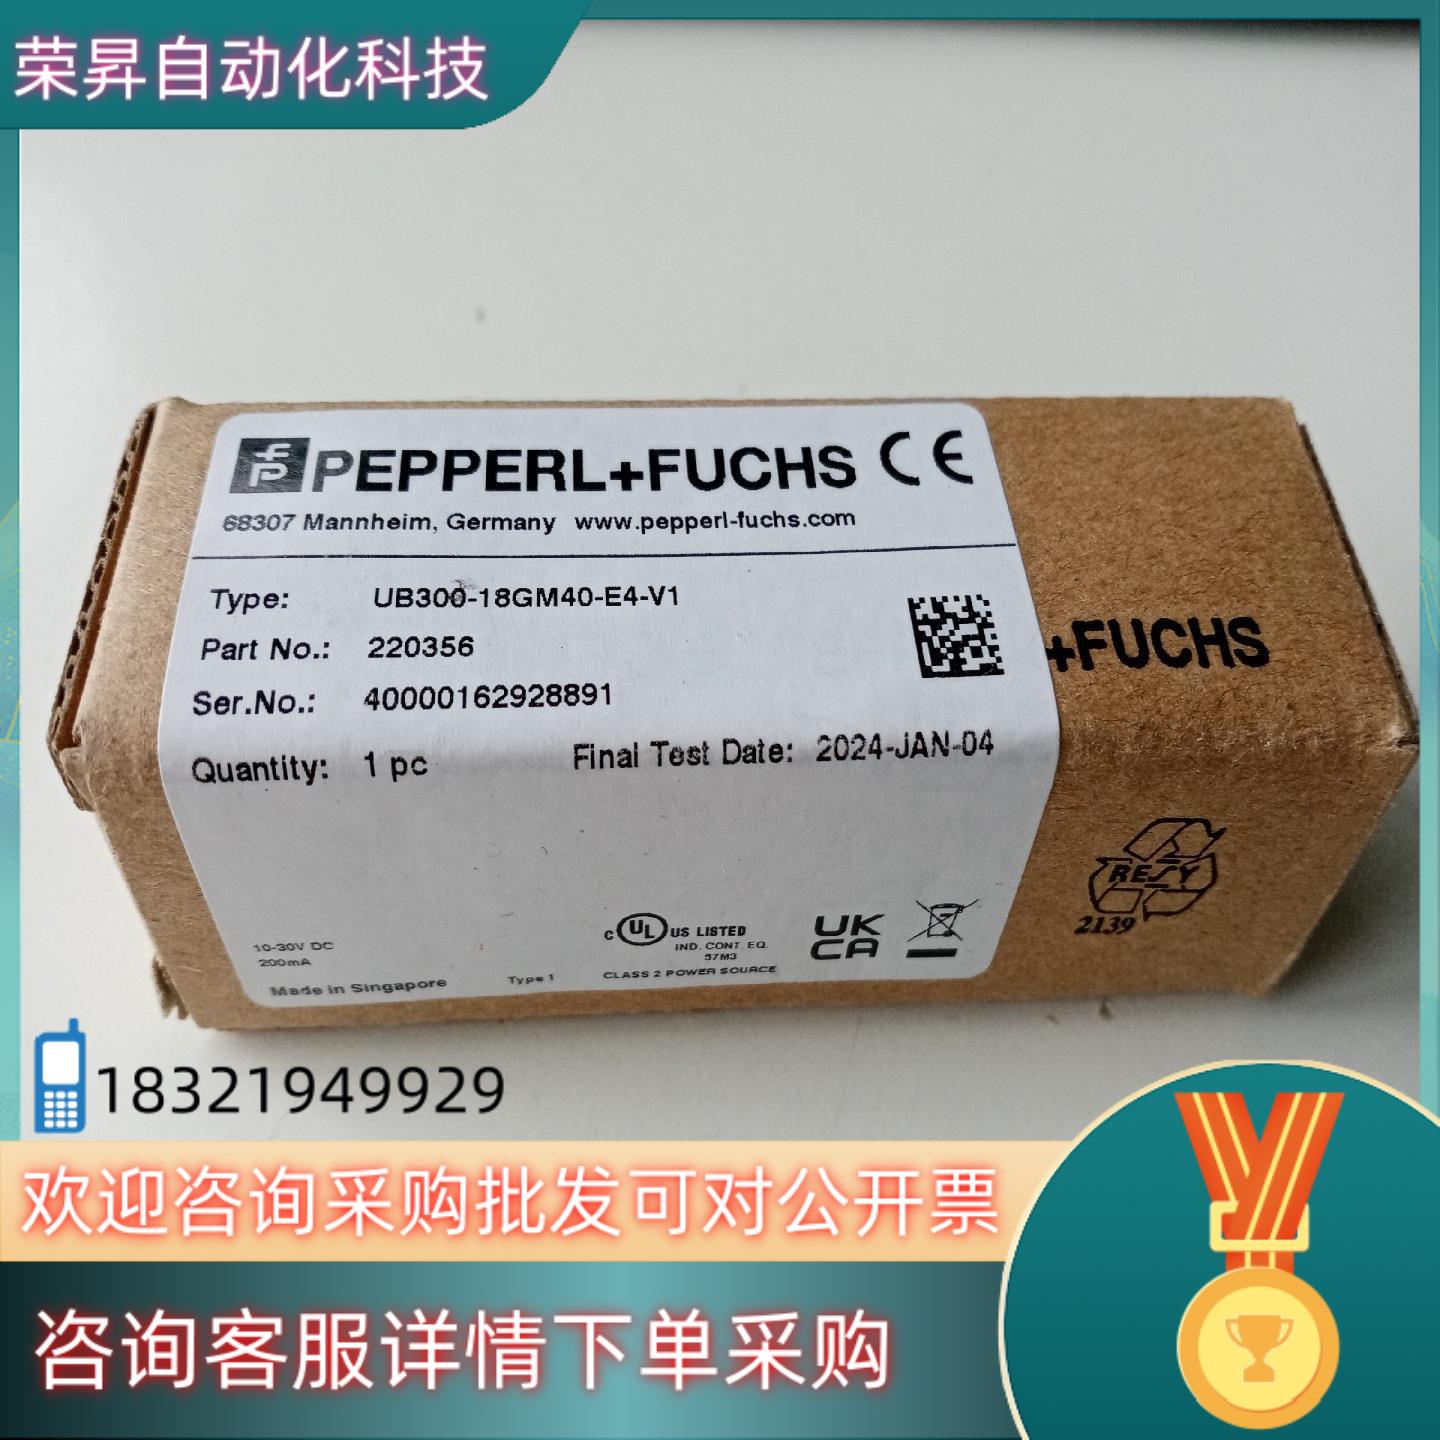 荣昇自动化科技
PEPPERL+FUCHS CE
68307 Mannheim, Germany www.pepperl-fuchs.com
Type: UB300-18GM40-E4-V1
Part No.: 220356
Ser.No.: 40000162928891
Quantity: 1 pc Final Test Date: 2024-JAN-04
+FUCHS
RESY
2139
10-30V DC
200mA
Made in Singapore
Type 1
c UL US LISTED
IND. CONT. EQ.
57M3
CLASS 2 POWER SOURCE
UK
CA
18321949929
欢迎咨询采购批发可对公开票
咨询客服详情下单采购